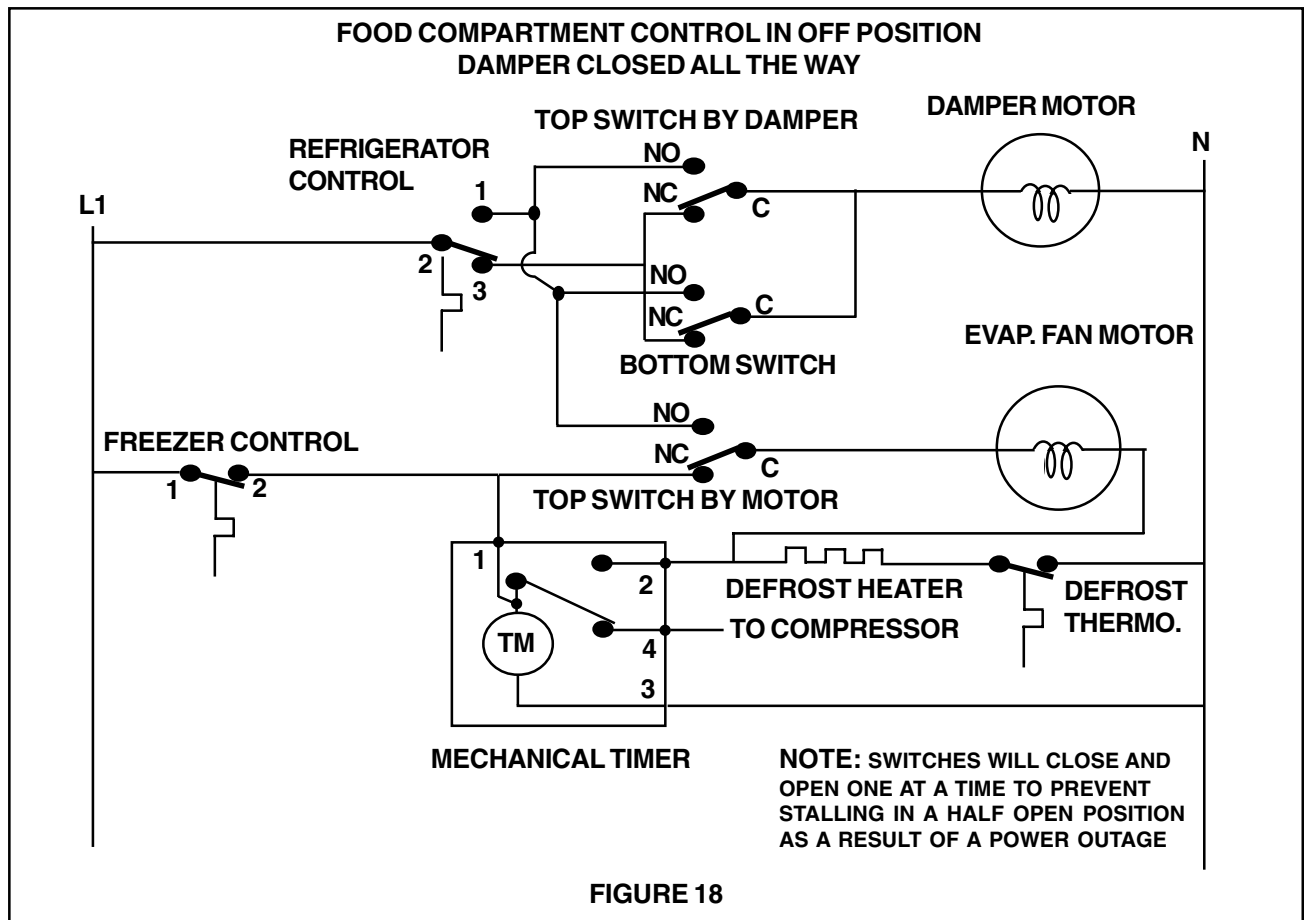 FOOD COMPARTMENT CONTROL IN OFF POSITION
DAMPER CLOSED ALL THE WAY
TOP SWITCH BY DAMPER
DAMPER MOTOR
N
REFRIGERATOR
CONTROL
L1
1
2
3
NO
NC
C
NO
NC
C
BOTTOM SWITCH
EVAP. FAN MOTOR
FREEZER CONTROL
1
2
NO
NC
C
TOP SWITCH BY MOTOR
1
2
DEFROST HEATER
DEFROST
THERMO.
TM
4
TO COMPRESSOR
3
MECHANICAL TIMER
NOTE: SWITCHES WILL CLOSE AND
OPEN ONE AT A TIME TO PREVENT
STALLING IN A HALF OPEN POSITION
AS A RESULT OF A POWER OUTAGE
FIGURE 18